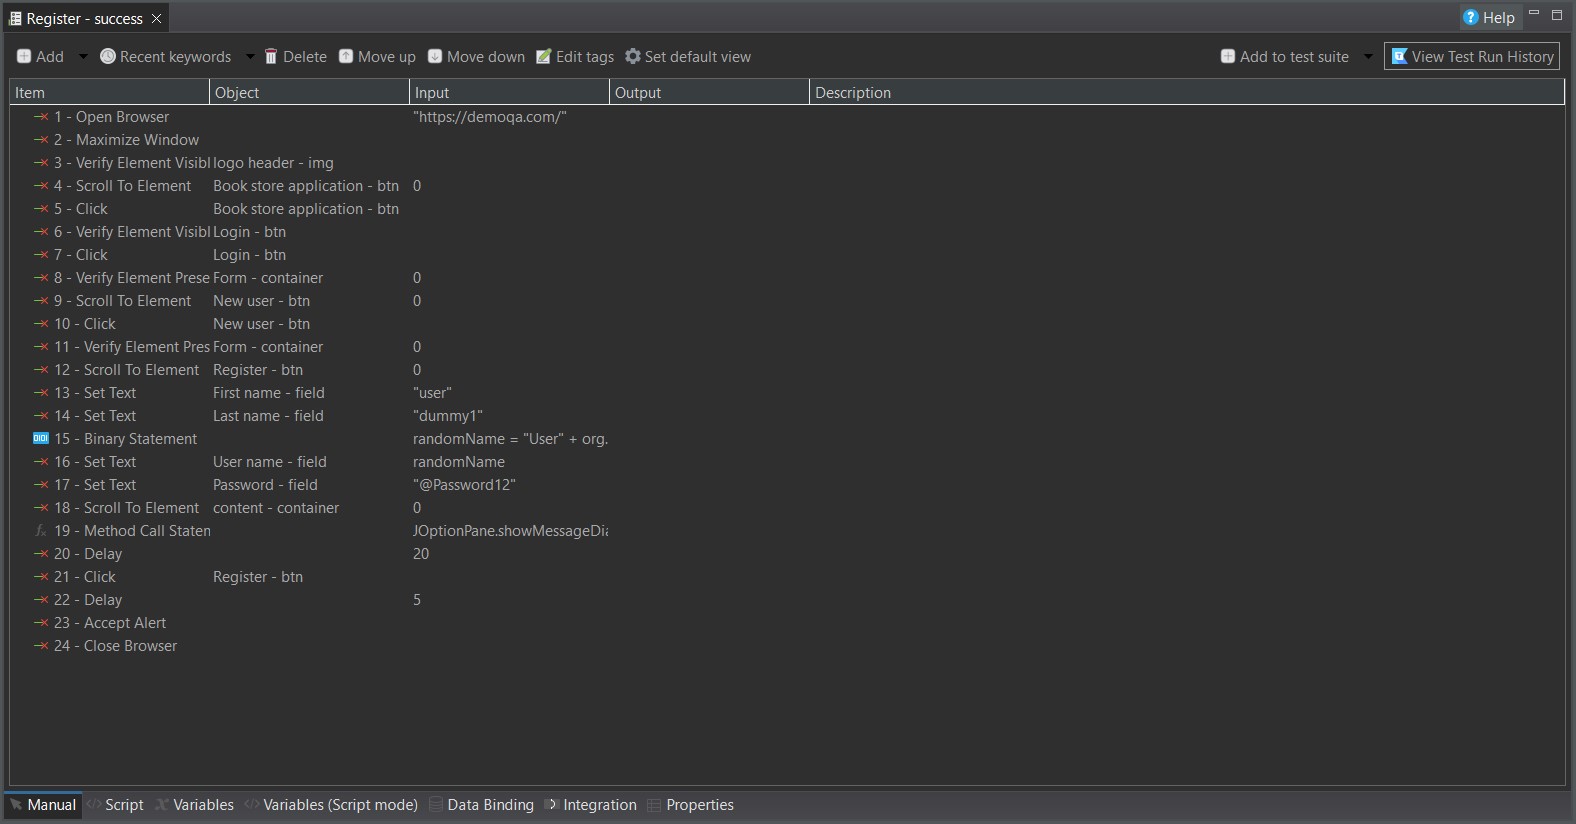 Register - success
Help
Add
Recent keywords
Delete
Move up
Move down
Edit tags
Set default view
Add to test suite
View Test Run History
Item Object Input Output Description
1 - Open Browser "https://demoqa.com/"
2 - Maximize Window
3 - Verify Element Visibl logo header - img
4 - Scroll To Element Book store application - btn 0
5 - Click Book store application - btn
6 - Verify Element Visibl Login - btn
7 - Click Login - btn
8 - Verify Element Prese Form - container 0
9 - Scroll To Element New user - btn 0
10 - Click New user - btn
11 - Verify Element Pres Form - container 0
12 - Scroll To Element Register - btn 0
13 - Set Text First name - field "user"
14 - Set Text Last name - field "dummy1"
15 - Binary Statement randomName = "User" + org.
16 - Set Text User name - field randomName
17 - Set Text Password - field "@Password12"
18 - Scroll To Element content - container 0
19 - Method Call Staten JOptionPane.showMessageDia
20 - Delay 20
21 - Click Register - btn
22 - Delay 5
23 - Accept Alert
24 - Close Browser
Manual
Script
Variables
Variables (Script mode)
Data Binding
Integration
Properties